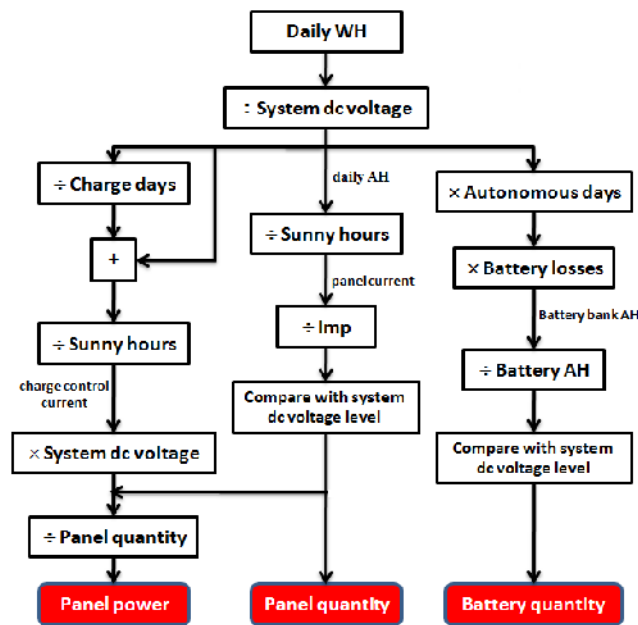 Daily WH
÷ System dc voltage
÷ Charge days
daily AH
× Autonomous days
÷ Sunny hours
+
× Battery losses
panel current
Battery bank AH
÷ Imp
÷ Sunny hours
÷ Battery AH
charge control
current
Compare with system
dc voltage level
× System dc voltage
Compare with system
dc voltage level
÷ Panel quantity
Panel power
Panel quantity
Battery quantity